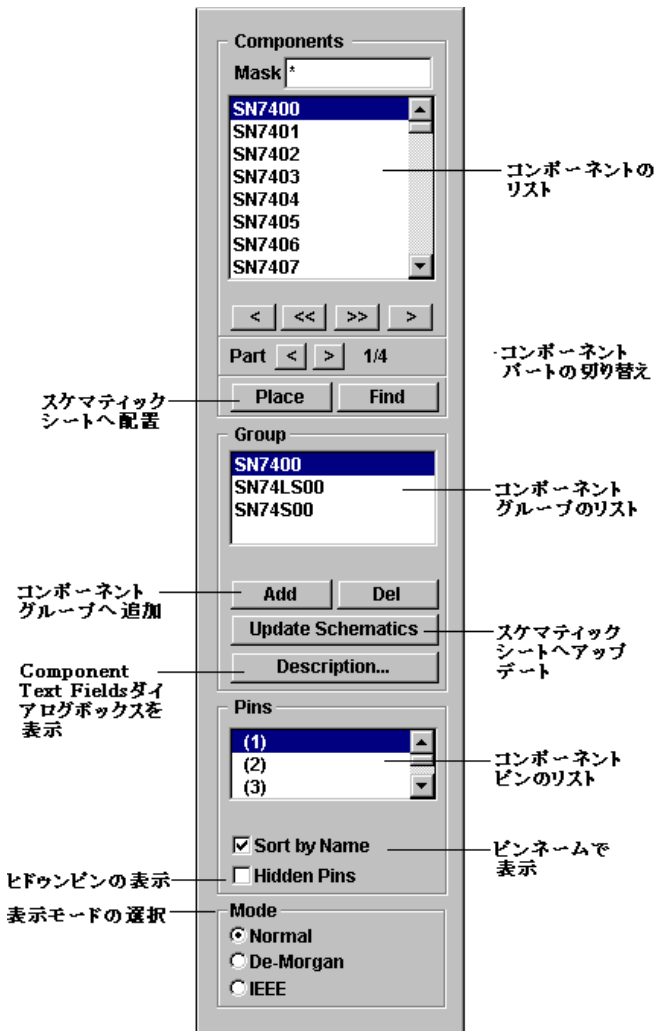 Components
Mask *
SN7400
SN7401
SN7402
SN7403
SN7404
SN7405
SN7406
SN7407
コンポーネントの
リスト
< << >> >
Part < > 1/4
コンポーネント
パートの切り替え
Place Find
スケマティック
シートへ配置
Group
SN7400
SN74LS00
SN74S00
コンポーネント
グループのリスト
Add Del
コンポーネント
グループへ追加
Update Schematics
スケマティック
シートへアップ
デート
Description...
Component
Text Fieldsダイ
アログボックスを
表示
Pins
(1)
(2)
(3)
コンポーネント
ピンのリスト
Sort by Name
ピンネームで
表示
Hidden Pins
ヒドゥンピンの表示
表示モードの選択
Mode
Normal
De-Morgan
IEEE